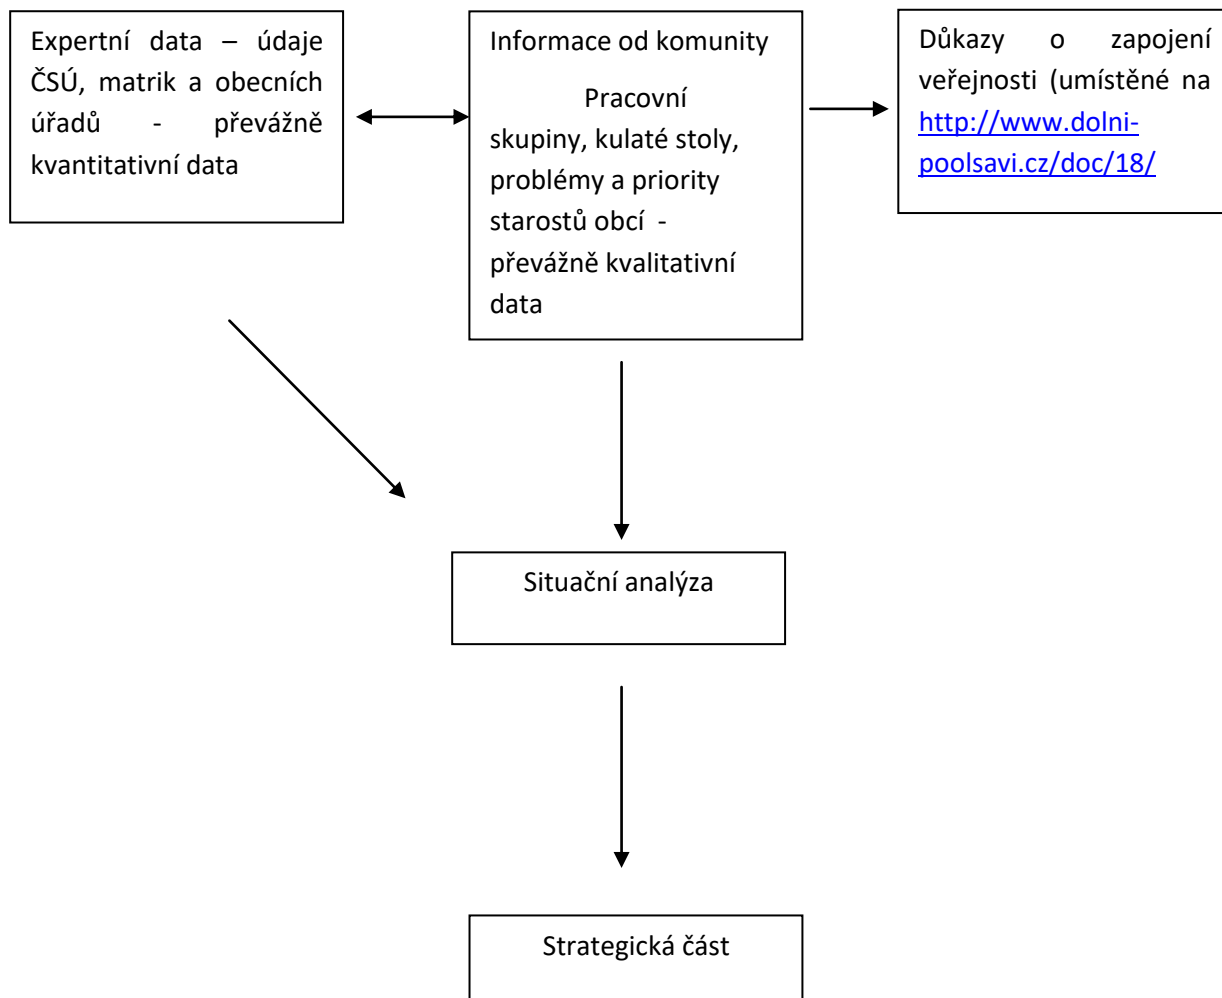 Expertní data – údaje
ČSÚ, matrik a obecních
úřadů - převážně
kvantitativní data
Informace od komunity
Pracovní
skupiny, kulaté stoly,
problémy a priority
starostů obcí -
převážně kvalitativní
data
Důkazy o zapojení
veřejnosti (umístěné na
http://www.dolni-
poolsavi.cz/doc/18/
Situační analýza
Strategická část